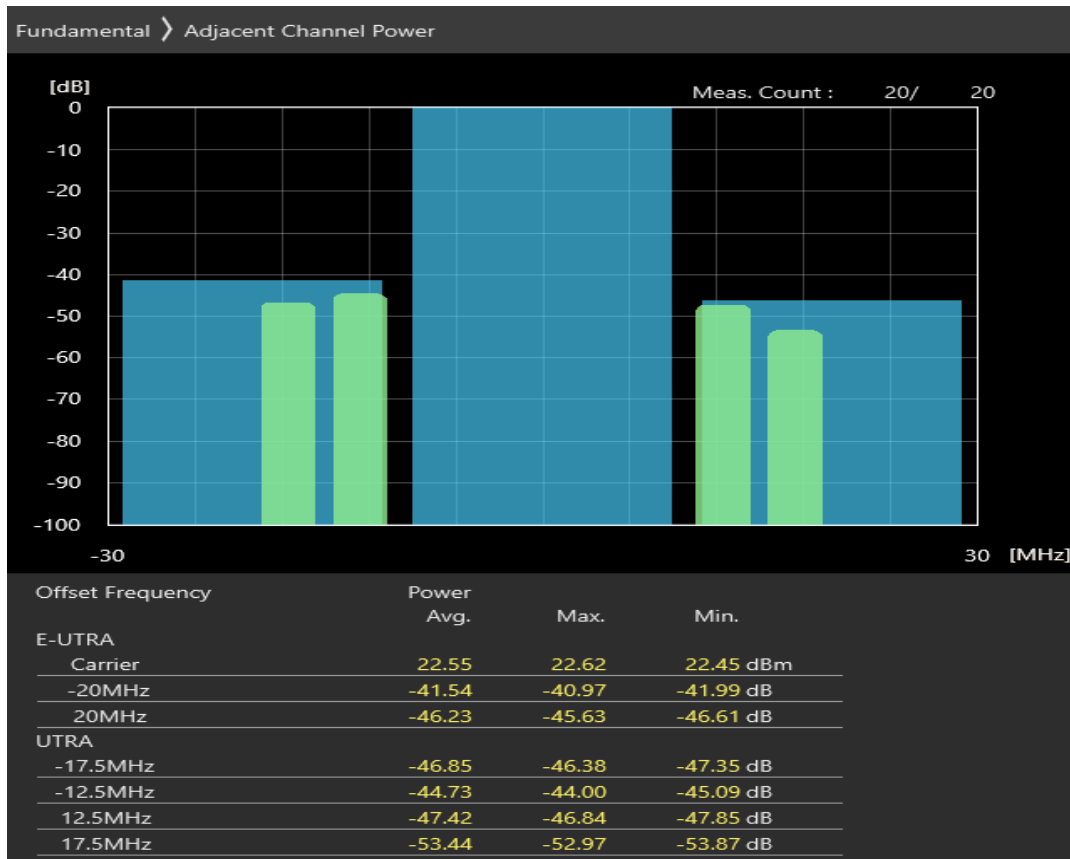 Fundamental ❯ Adjacent Channel Power
[dB]
Meas. Count : 20/ 20
0
-10
-20
-30
-40
-50
-60
-70
-80
-90
-100
-30 30 [MHz]
Offset Frequency Power
Avg. Max. Min.
E-UTRA
Carrier 22.55 22.62 22.45 dBm
-20MHz -41.54 -40.97 -41.99 dB
20MHz -46.23 -45.63 -46.61 dB
UTRA
-17.5MHz -46.85 -46.38 -47.35 dB
-12.5MHz -44.73 -44.00 -45.09 dB
12.5MHz -47.42 -46.84 -47.85 dB
17.5MHz -53.44 -52.97 -53.87 dB